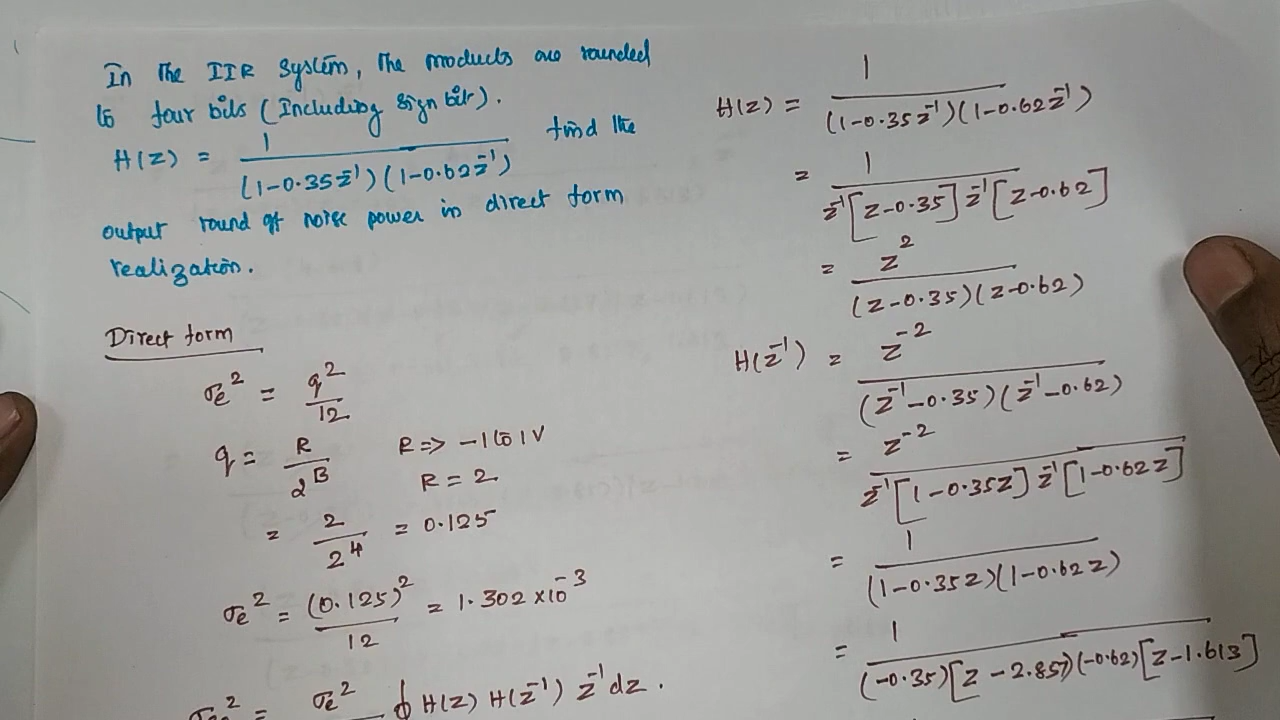 In the IIR System, the products are rounded
to four bits (Including sign bit).
H(z) = 1 / (1-0.35z⁻¹)(1-0.62z⁻¹) find the
output round off noise power in direct form
realization.
Direct form
σe² = q²/12
q = R/2^B R => -1 to 1V
R = 2
= 2/2⁴ = 0.125
σe² = (0.125)²/12 = 1.302 x 10⁻³
σe² ∮ H(z) H(z⁻¹) z⁻¹ dz.
H(z) = 1 / (1-0.35z⁻¹)(1-0.62z⁻¹)
= 1 / z⁻¹[z-0.35] z⁻¹[z-0.62]
= z² / (z-0.35)(z-0.62)
H(z⁻¹) = z⁻² / (z⁻¹-0.35)(z⁻¹-0.62)
= z⁻² / z⁻¹[1-0.35z] z⁻¹[1-0.62z]
= 1 / (1-0.35z)(1-0.62z)
= 1 / (-0.35)[z-2.857)(-0.62)[z-1.613]